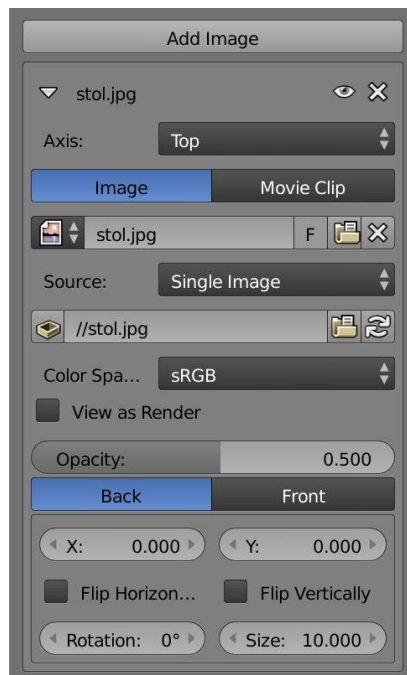 Add Image
stol.jpg
Axis: Top
Image Movie Clip
stol.jpg F
Source: Single Image
//stol.jpg
Color Spa... sRGB
View as Render
Opacity: 0.500
Back Front
X: 0.000 Y: 0.000
Flip Horizon... Flip Vertically
Rotation: 0° Size: 10.000